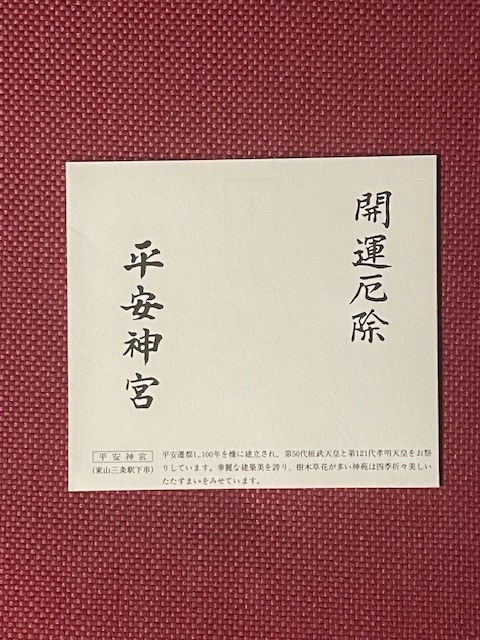 開運厄除
平安神宮
平安神宮
(東山三条駅下車)
平安遷都1,100年を機に建立され、第50代桓武天皇と第121代孝明天皇をお祭
りしています。華麗な建築美を誇り、樹木草花が多い神苑は四季折々美しい
たたずまいをみせています。